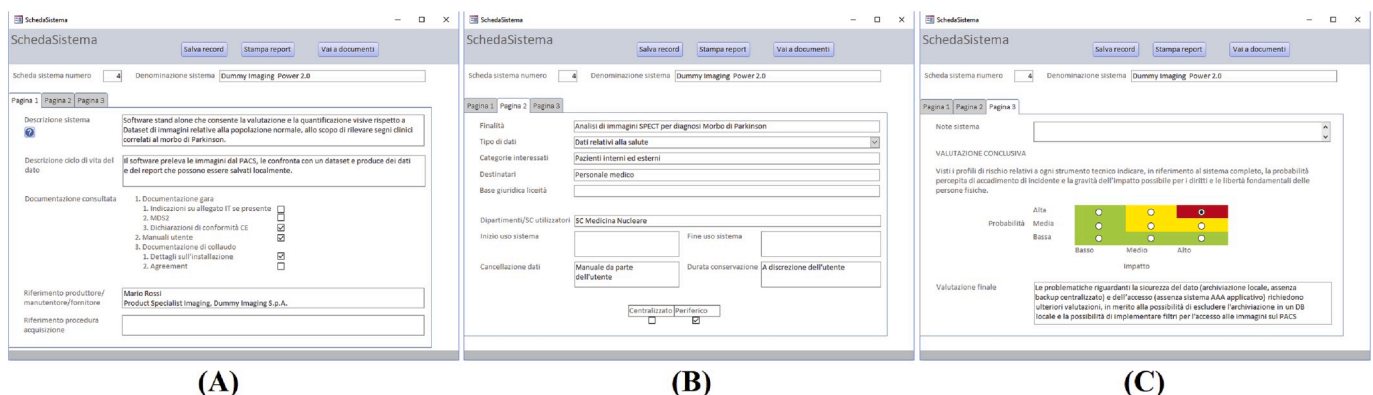 SchedaSistema
SchedaSistema
Salva record Stampa report Vai a documenti
Scheda sistema numero 4 Denominazione sistema Dummy Imaging Power 2.0
Pagina 1 Pagina 2 Pagina 3
Descrizione sistema
Software stand alone che consente la valutazione e la quantificazione visive rispetto a
Dataset di immagini relative alla popolazione normale, allo scopo di rilevare segni clinici
correlati al morbo di Parkinson.
Descrizione ciclo di vita del
dato
Il software preleva le immagini dal PACS, le confronta con un dataset e produce dei dati
e dei report che possono essere salvati localmente.
Documentazione consultata
1. Documentazione gara
1. Indicazioni su allegato IT se presente
2. MDS2
3. Dichiarazioni di conformità CE
2. Manuali utente
3. Documentazione di collaudo
1. Dettagli sull'installazione
2. Agreement
Riferimento produttore/
manutentore/fornitore
Mario Rossi
Product Specialist Imaging, Dummy Imaging S.p.A.
Riferimento procedura
acquisizione
(A)
SchedaSistema
SchedaSistema
Salva record Stampa report Vai a documenti
Scheda sistema numero 4 Denominazione sistema Dummy Imaging Power 2.0
Pagina 1 Pagina 2 Pagina 3
Finalità Analisi di immagini SPECT per diagnosi Morbo di Parkinson
Tipo di dati Dati relativi alla salute
Categorie interessati Pazienti interni ed esterni
Destinatari Personale medico
Base giuridica liceità
Dipartimenti/SC utilizzatori SC Medicina Nucleare
Inizio uso sistema Fine uso sistema
Cancellazione dati Manuale da parte
dell'utente
Durata conservazione A discrezione dell'utente
Centralizzato Periferico
(B)
SchedaSistema
SchedaSistema
Salva record Stampa report Vai a documenti
Scheda sistema numero 4 Denominazione sistema Dummy Imaging Power 2.0
Pagina 1 Pagina 2 Pagina 3
Note sistema
VALUTAZIONE CONCLUSIVA
Visti i profili di rischio relativi a ogni strumento tecnico indicare, in riferimento al sistema completo, la probabilità
percepita di accadimento di incidente e la gravità dell'impatto possibile per i diritti e le libertà fondamentali delle
persone fisiche.
Alta
Probabilità Media
Bassa
Basso Medio Alto
Impatto
Valutazione finale
Le problematiche riguardanti la sicurezza del dato (archiviazione locale, assenza
backup centralizzato) e dell'accesso (assenza sistema AAA applicativo) richiedono
ulteriori valutazioni, in merito alla possibilità di escludere l'archiviazione in un DB
locale e la possibilità di implementare filtri per l'accesso alle immagini sul PACS
(C)